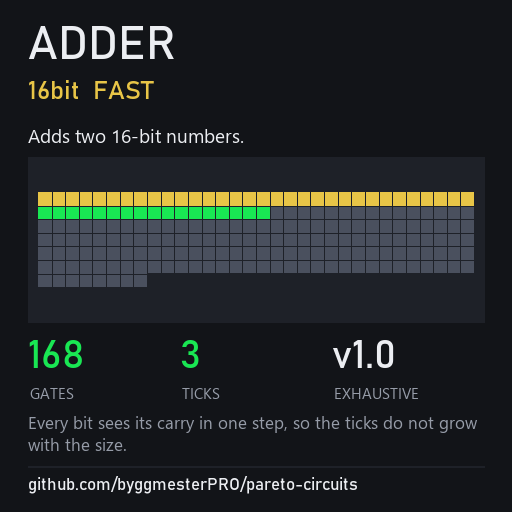 ADDER
16bit FAST
Adds two 16-bit numbers.
168 3 v1.0
GATES TICKS EXHAUSTIVE
Every bit sees its carry in one step, so the ticks do not grow
with the size.
github.com/byggmesterPRO/pareto-circuits